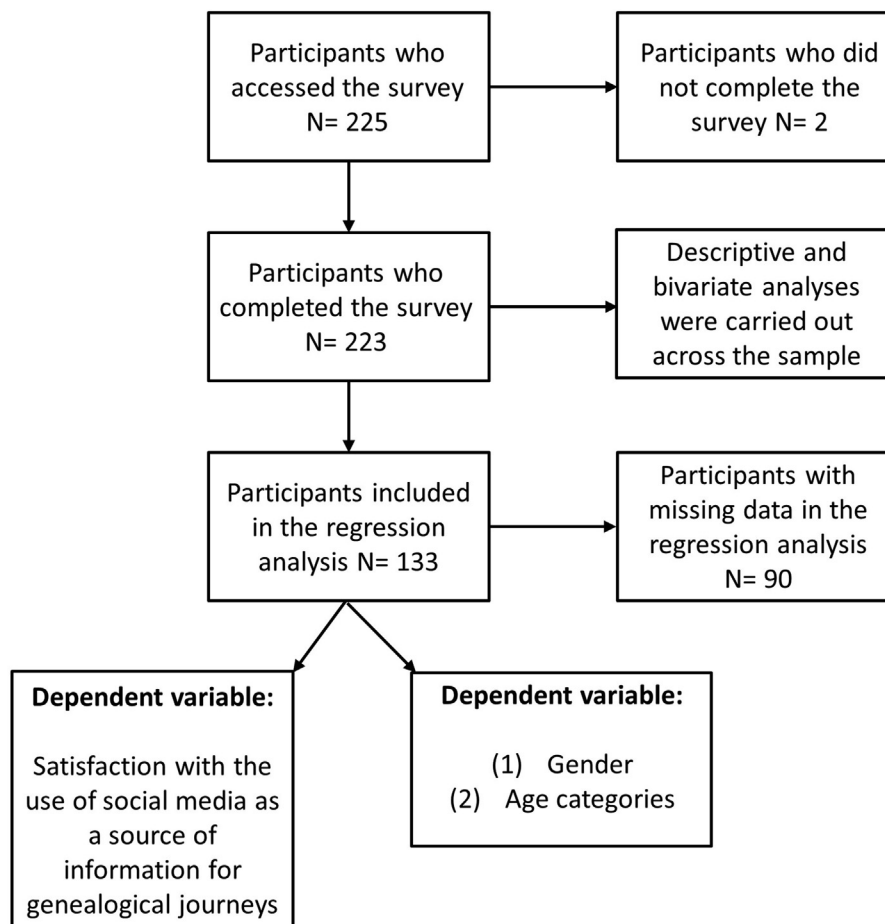 Participants who
accessed the survey
N= 225
Participants who did
not complete the
survey N= 2
Participants who
completed the survey
N= 223
Descriptive and
bivariate analyses
were carried out
across the sample
Participants included
in the regression
analysis N= 133
Participants with
missing data in the
regression analysis
N= 90
Dependent variable:
Satisfaction with the
use of social media as
a source of
information for
genealogical journeys
Dependent variable:
(1) Gender
(2) Age categories